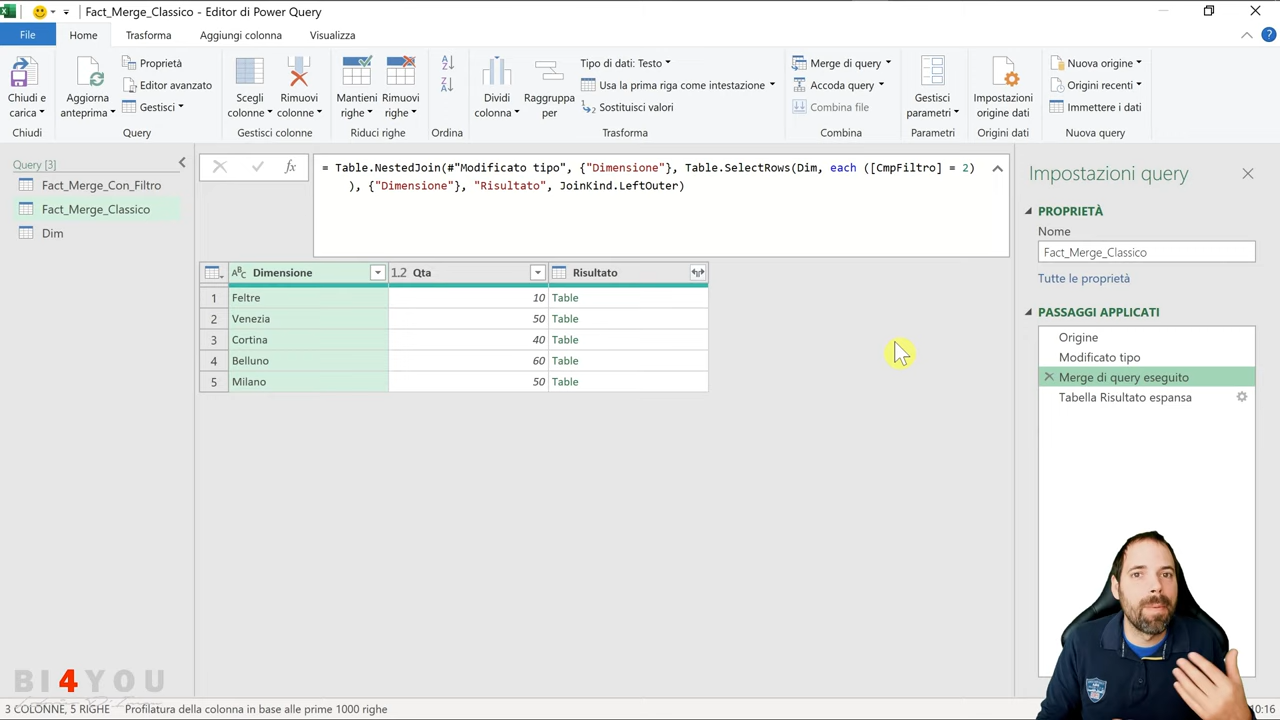 Fact_Merge_Classico - Editor di Power Query
File Home Trasforma Aggiungi colonna Visualizza
Chiudi e carica
Chiudi
Aggiorna anteprima
Proprietà
Editor avanzato
Gestisci
Query
Scegli colonne
Rimuovi colonne
Gestisci colonne
Mantieni righe
Rimuovi righe
Riduci righe
Ordina
Dividi colonna
Raggruppa per
Tipo di dati: Testo
Usa la prima riga come intestazione
Sostituisci valori
Trasforma
Merge di query
Accoda query
Combina file
Combina
Gestisci parametri
Parametri
Impostazioni origine dati
Origini dati
Nuova origine
Origini recenti
Immettere i dati
Nuova query
Query [3]
Fact_Merge_Con_Filtro
Fact_Merge_Classico
Dim
fx
= Table.NestedJoin(#"Modificato tipo", {"Dimensione"}, Table.SelectRows(Dim, each ([CmpFiltro] = 2)
), {"Dimensione"}, "Risultato", JoinKind.LeftOuter)
ABC Dimensione 1.2 Qta Risultato
1 Feltre 10 Table
2 Venezia 50 Table
3 Cortina 40 Table
4 Belluno 60 Table
5 Milano 50 Table
Impostazioni query
PROPRIETÀ
Nome
Fact_Merge_Classico
Tutte le proprietà
PASSAGGI APPLICATI
Origine
Modificato tipo
Merge di query eseguito
Tabella Risultato espansa
BI4YOU
3 COLONNE, 5 RIGHE Profilatura della colonna in base alle prime 1000 righe